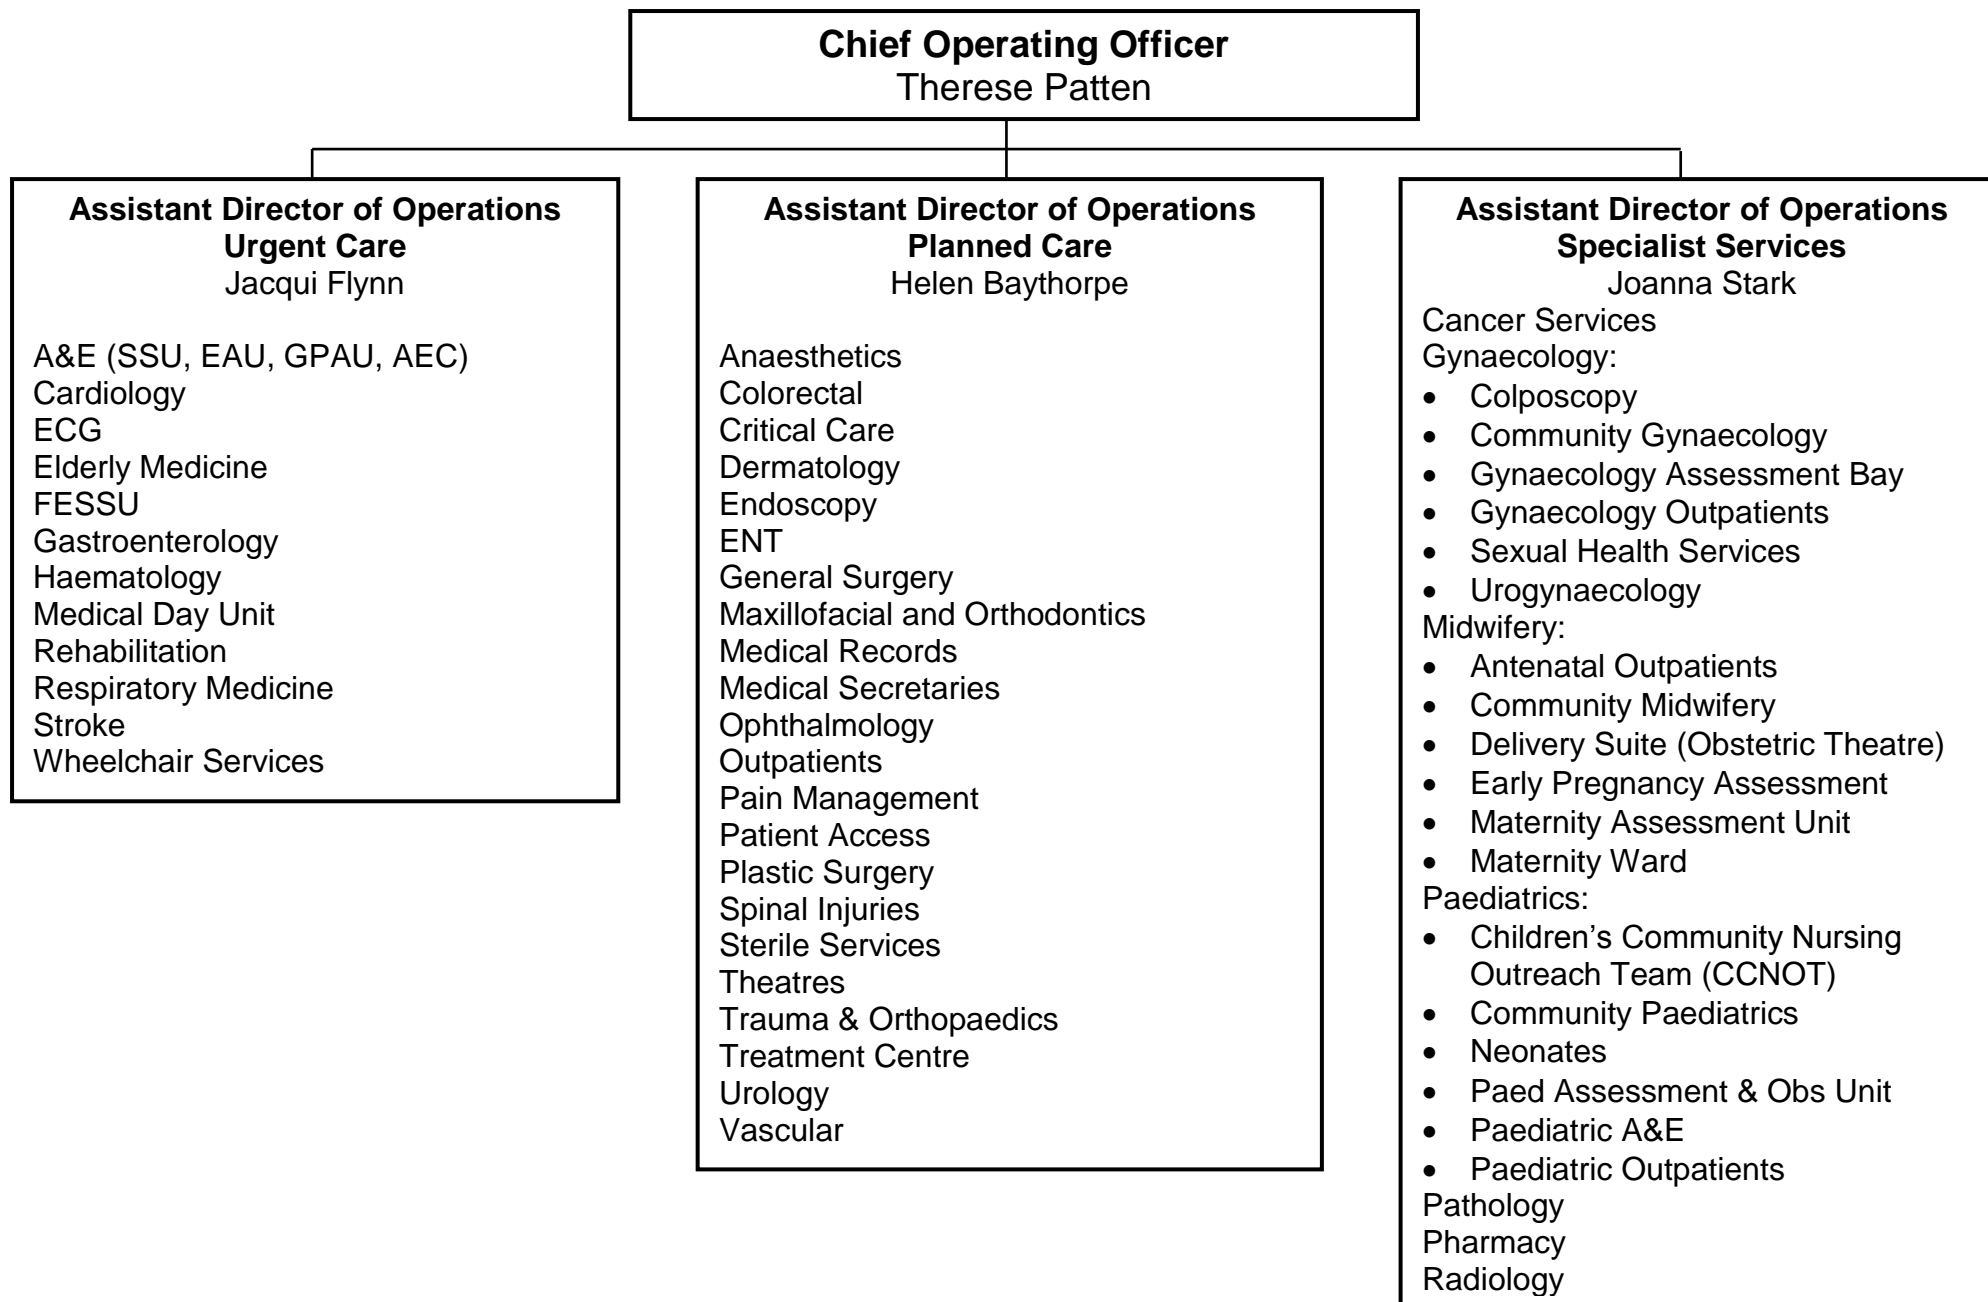 Chief Operating Officer
Therese Patten
Assistant Director of Operations
Urgent Care
Jacqui Flynn
A&E (SSU, EAU, GPAU, AEC)
Cardiology
ECG
Elderly Medicine
FESSU
Gastroenterology
Haematology
Medical Day Unit
Rehabilitation
Respiratory Medicine
Stroke
Wheelchair Services
Assistant Director of Operations
Planned Care
Helen Baythorpe
Anaesthetics
Colorectal
Critical Care
Dermatology
Endoscopy
ENT
General Surgery
Maxillofacial and Orthodontics
Medical Records
Medical Secretaries
Ophthalmology
Outpatients
Pain Management
Patient Access
Plastic Surgery
Spinal Injuries
Sterile Services
Theatres
Trauma & Orthopaedics
Treatment Centre
Urology
Vascular
Assistant Director of Operations
Specialist Services
Joanna Stark
Cancer Services
Gynaecology:
• Colposcopy
• Community Gynaecology
• Gynaecology Assessment Bay
• Gynaecology Outpatients
• Sexual Health Services
• Urogynaecology
Midwifery:
• Antenatal Outpatients
• Community Midwifery
• Delivery Suite (Obstetric Theatre)
• Early Pregnancy Assessment
• Maternity Assessment Unit
• Maternity Ward
Paediatrics:
• Children’s Community Nursing
Outreach Team (CCNOT)
• Community Paediatrics
• Neonates
• Paed Assessment & Obs Unit
• Paediatric A&E
• Paediatric Outpatients
Pathology
Pharmacy
Radiology